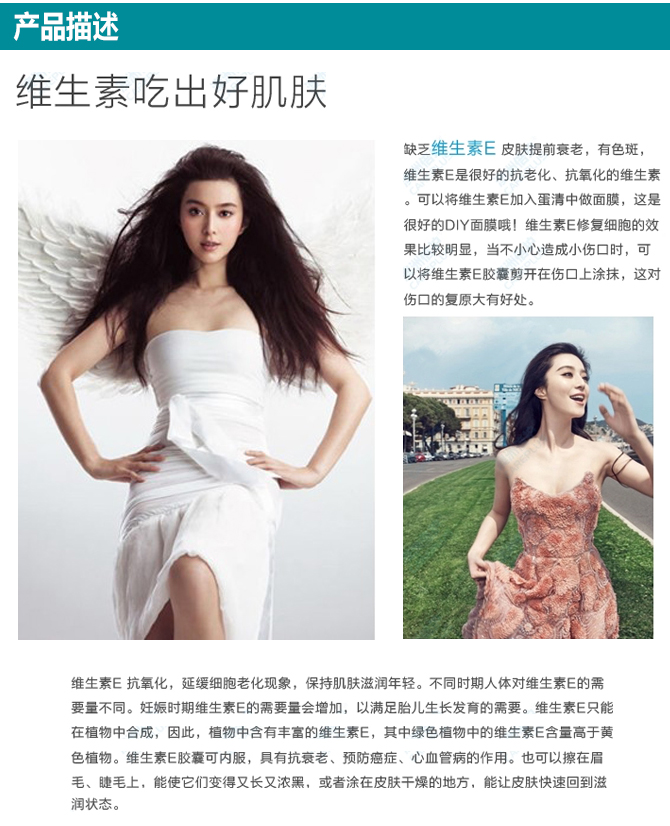 产品描述
维生素吃出好肌肤
缺乏维生素E 皮肤提前衰老，有色斑，
维生素E是很好的抗老化、抗氧化的维生素
。可以将维生素E加入蛋清中做面膜，这是
很好的DIY面膜哦！维生素E修复细胞的效
果比较明显，当不小心造成小伤口时，可
以将维生素E胶囊剪开在伤口上涂抹，这对
伤口的复原大有好处。
维生素E 抗氧化，延缓细胞老化现象，保持肌肤滋润年轻。不同时期人体对维生素E的需
要量不同。妊娠时期维生素E的需要量会增加，以满足胎儿生长发育的需要。维生素E只能
在植物中合成，因此，植物中含有丰富的维生素E，其中绿色植物中的维生素E含量高于黄
色植物。维生素E胶囊可内服，具有抗衰老、预防癌症、心血管病的作用。也可以擦在眉
毛、睫毛上，能使它们变得又长又浓黑，或者涂在皮肤干燥的地方，能让皮肤快速回到滋
润状态。